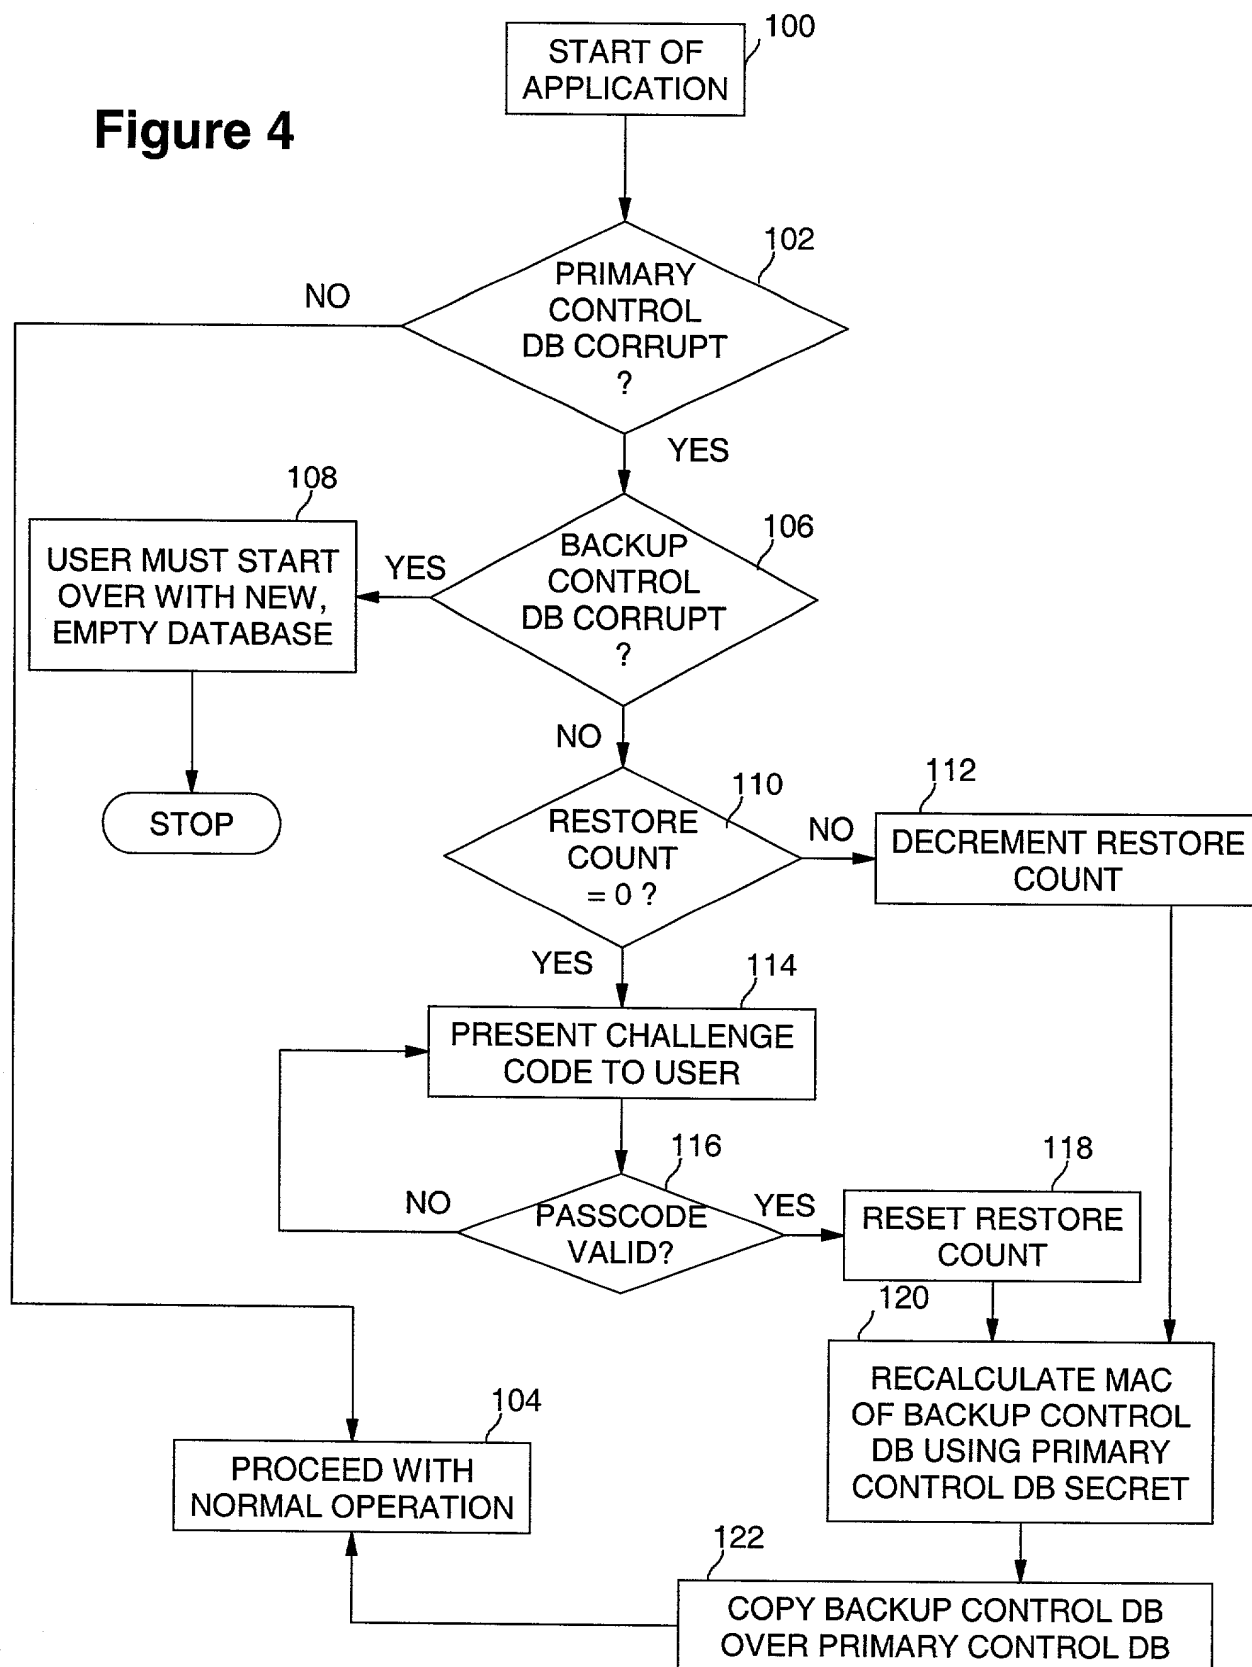 100
START OF
APPLICATION
Figure 4
102
PRIMARY
CONTROL
DB CORRUPT
?
NO
YES
108
106
USER MUST START
OVER WITH NEW,
EMPTY DATABASE
YES
BACKUP
CONTROL
DB CORRUPT
?
NO
STOP
110
112
RESTORE
COUNT
= 0 ?
NO
DECREMENT RESTORE
COUNT
YES
114
PRESENT CHALLENGE
CODE TO USER
116
118
NO
PASSCODE
VALID?
YES
RESET RESTORE
COUNT
120
RECALCULATE MAC
OF BACKUP CONTROL
DB USING PRIMARY
CONTROL DB SECRET
104
PROCEED WITH
NORMAL OPERATION
122
COPY BACKUP CONTROL DB
OVER PRIMARY CONTROL DB